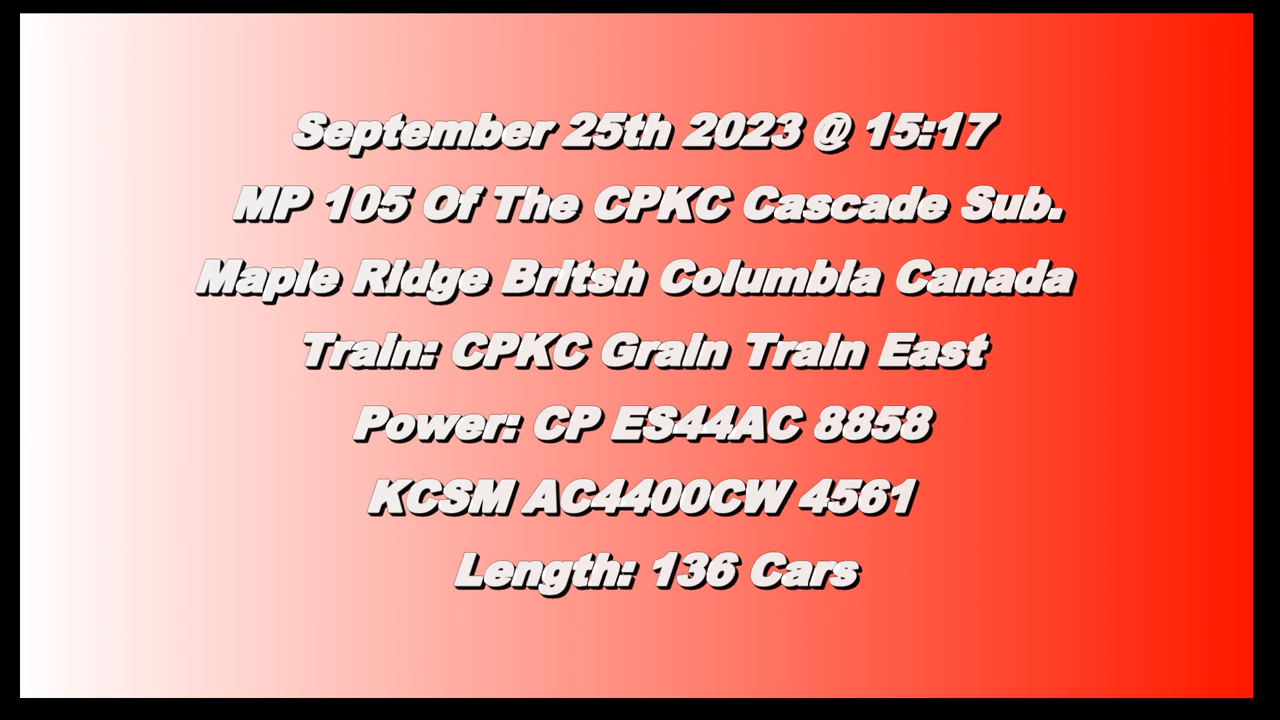 September 25th 2023 @ 15:17
MP 105 Of The CPKC Cascade Sub.
Maple Ridge Britsh Columbia Canada
Train: CPKC Grain Train East
Power: CP ES44AC 8858
KCSM AC4400CW 4561
Length: 136 Cars